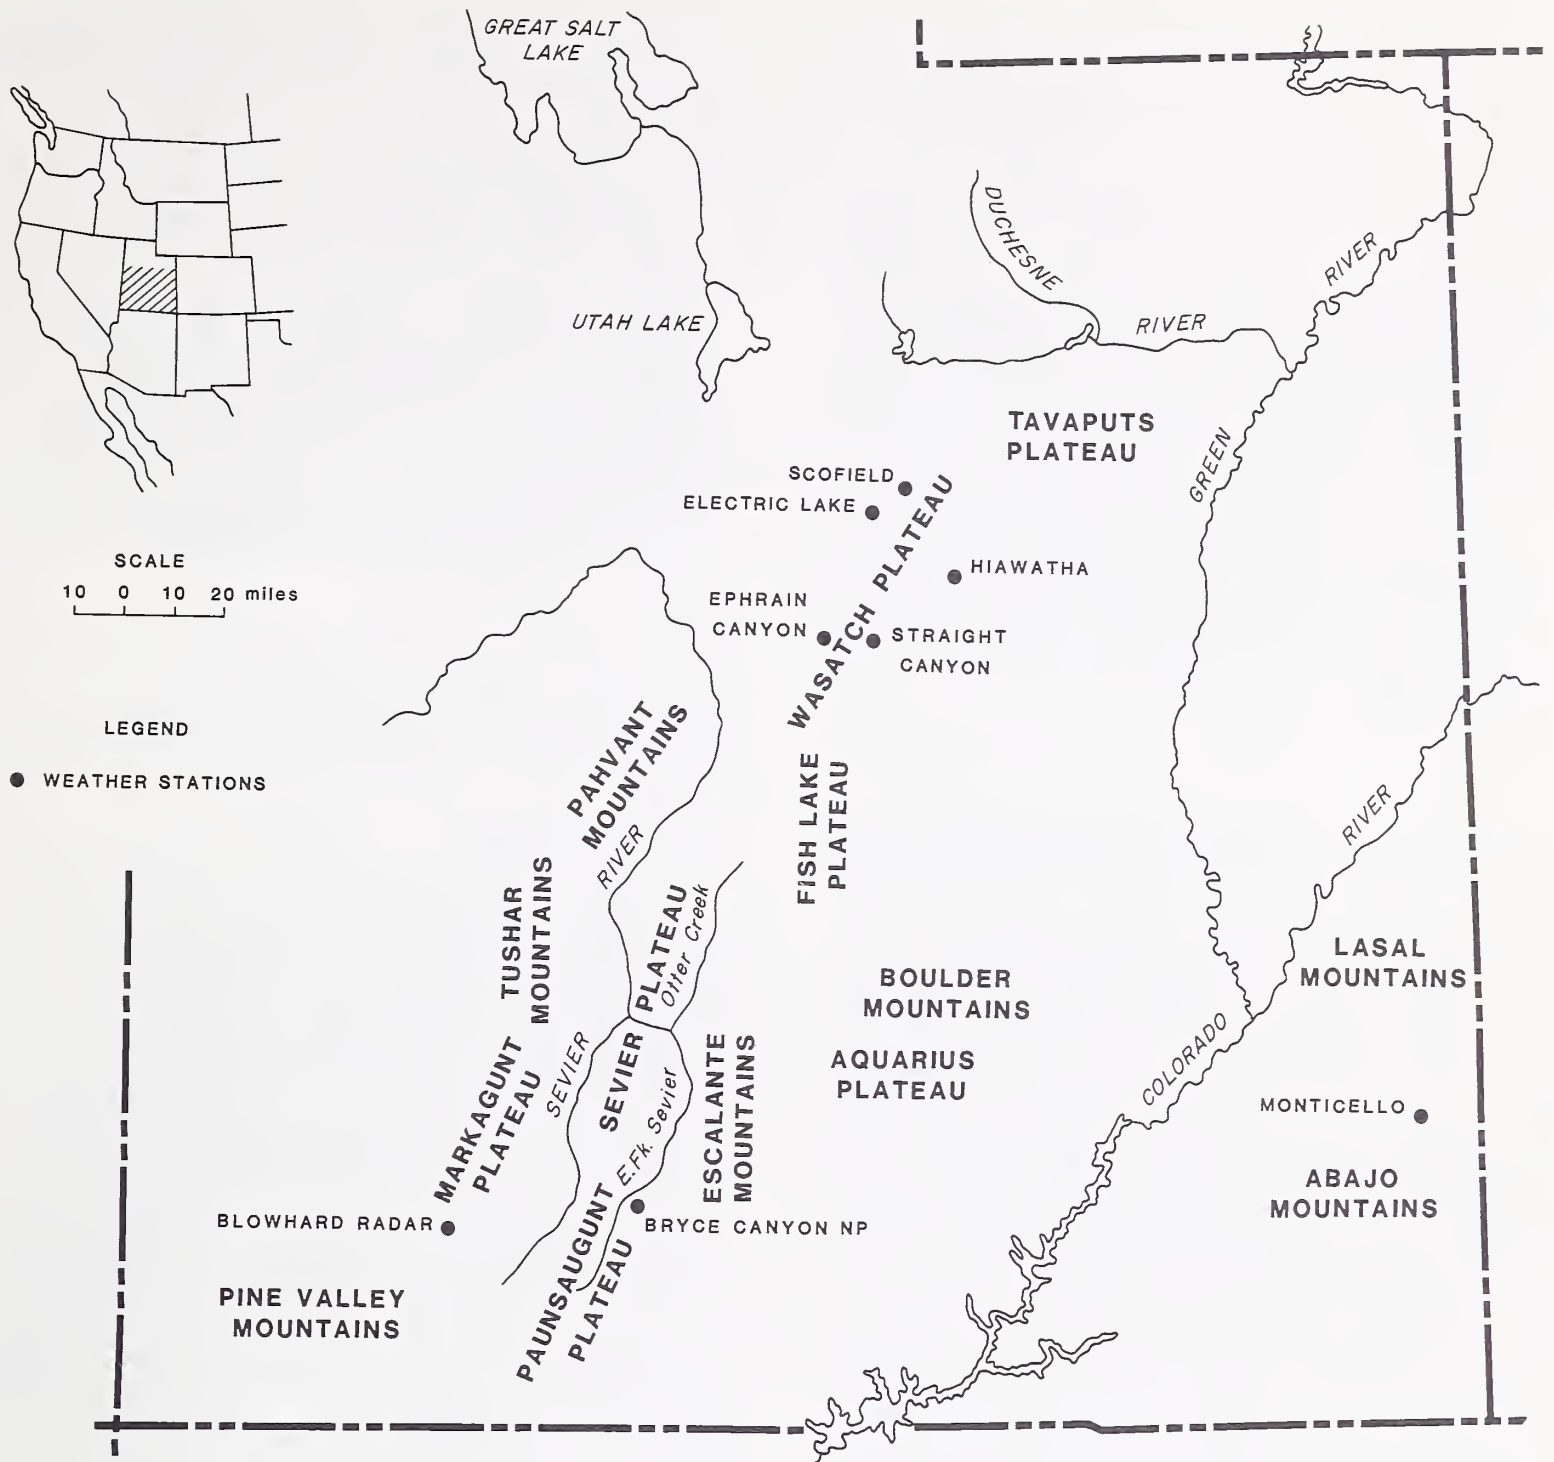 GREAT SALT
LAKE
DUCHESNE
RIVER
RIVER
UTAH LAKE
TAVAPUTS
PLATEAU
GREEN
SCOFIELD
ELECTRIC LAKE
WASATCH PLATEAU
HIAWATHA
EPHRAIN
CANYON
STRAIGHT
CANYON
SCALE
10 0 10 20 miles
LEGEND
WEATHER STATIONS
PAHVANT
MOUNTAINS
RIVER
FISH LAKE
PLATEAU
RIVER
TUSHAR
MOUNTAINS
SEVIER PLATEAU
Otter Creek
BOULDER
MOUNTAINS
LASAL
MOUNTAINS
COLORADO
AQUARIUS
PLATEAU
MARKAGUNT
PLATEAU
SEVIER
E.Fk. Sevier
ESCALANTE
MOUNTAINS
MONTICELLO
ABAJO
MOUNTAINS
BLOWHARD RADAR
BRYCE CANYON NP
PAUNSAUGUNT
PLATEAU
PINE VALLEY
MOUNTAINS